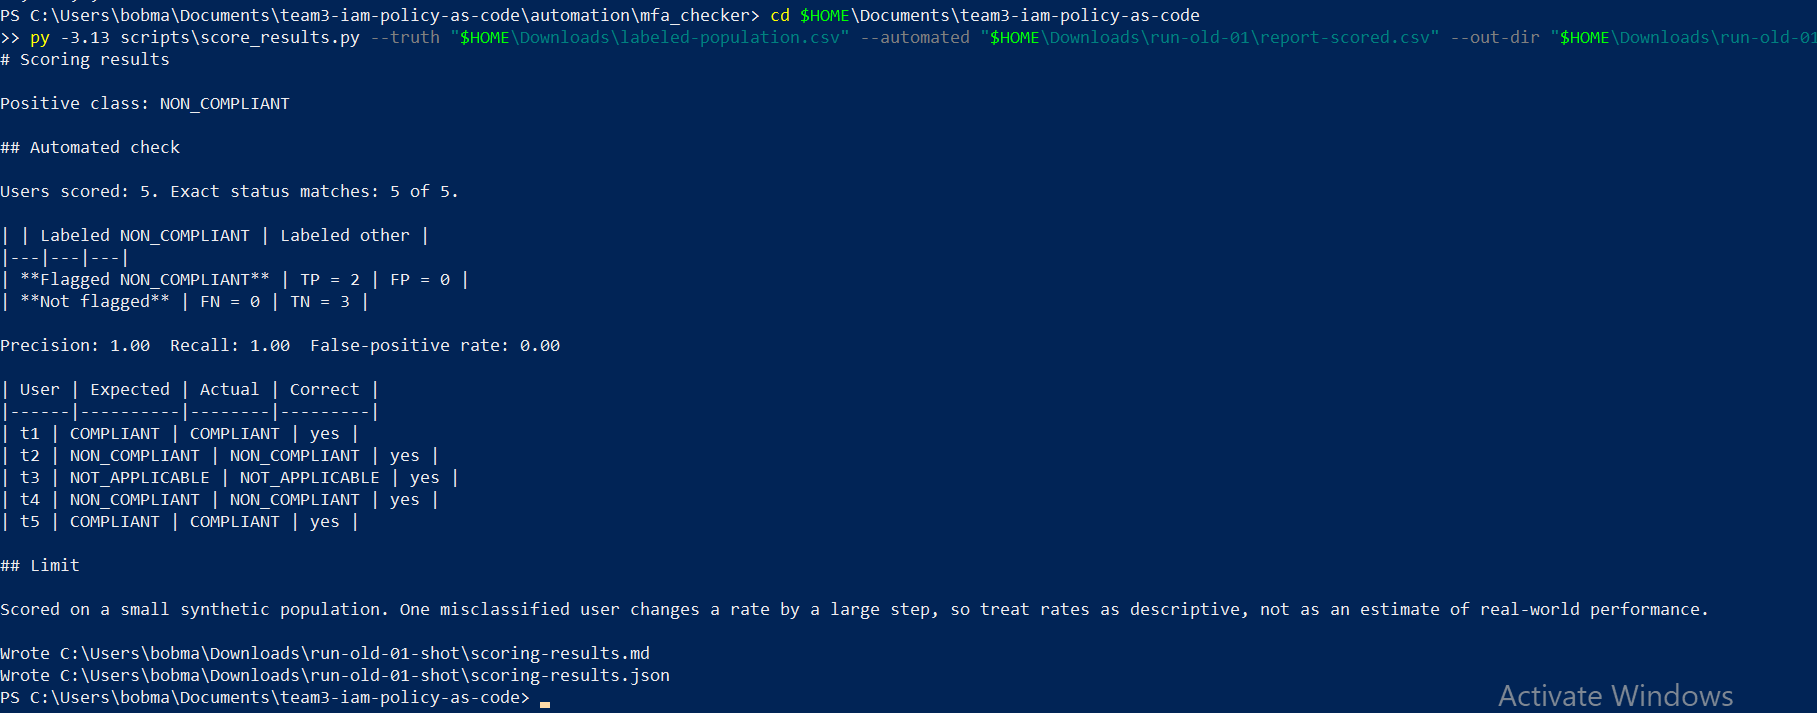 PS C:\Users\bobma\Documents\team3-iam-policy-as-code\automation\mfa_checker> cd $HOME\Documents\team3-iam-policy-as-code
>> py -3.13 scripts\score_results.py --truth "$HOME\Downloads\labeled-population.csv" --automated "$HOME\Downloads\run-old-01\report-scored.csv" --out-dir "$HOME\Downloads\run-old-01
# Scoring results
Positive class: NON_COMPLIANT
## Automated check
Users scored: 5. Exact status matches: 5 of 5.
| | Labeled NON_COMPLIANT | Labeled other |
|---|---|---|
| **Flagged NON_COMPLIANT** | TP = 2 | FP = 0 |
| **Not flagged** | FN = 0 | TN = 3 |
Precision: 1.00  Recall: 1.00  False-positive rate: 0.00
| User | Expected | Actual | Correct |
|------|----------|--------|---------|
| t1 | COMPLIANT | COMPLIANT | yes |
| t2 | NON_COMPLIANT | NON_COMPLIANT | yes |
| t3 | NOT_APPLICABLE | NOT_APPLICABLE | yes |
| t4 | NON_COMPLIANT | NON_COMPLIANT | yes |
| t5 | COMPLIANT | COMPLIANT | yes |
## Limit
Scored on a small synthetic population. One misclassified user changes a rate by a large step, so treat rates as descriptive, not as an estimate of real-world performance.
Wrote C:\Users\bobma\Downloads\run-old-01-shot\scoring-results.md
Wrote C:\Users\bobma\Downloads\run-old-01-shot\scoring-results.json
PS C:\Users\bobma\Documents\team3-iam-policy-as-code>
Activate Windows